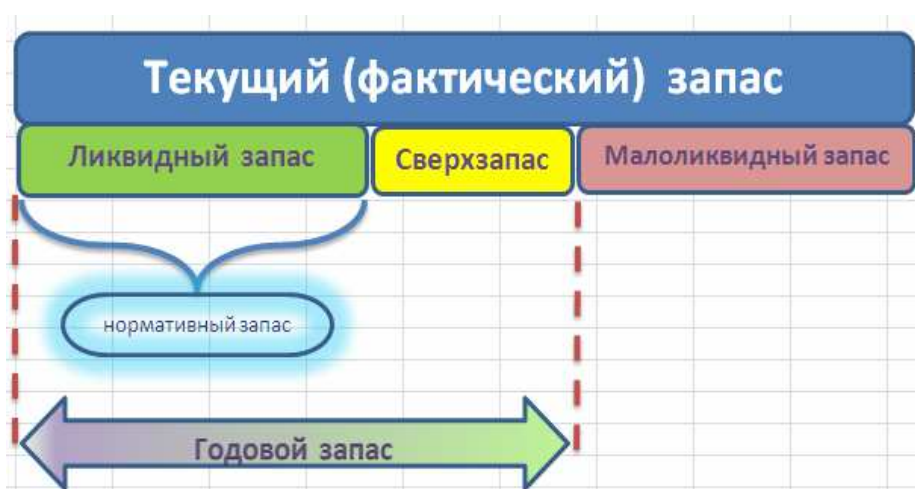 Текущий (фактический) запас
Ликвидный запас
Сверхзапас
Малоликвидный запас
нормативный запас
Годовой запас